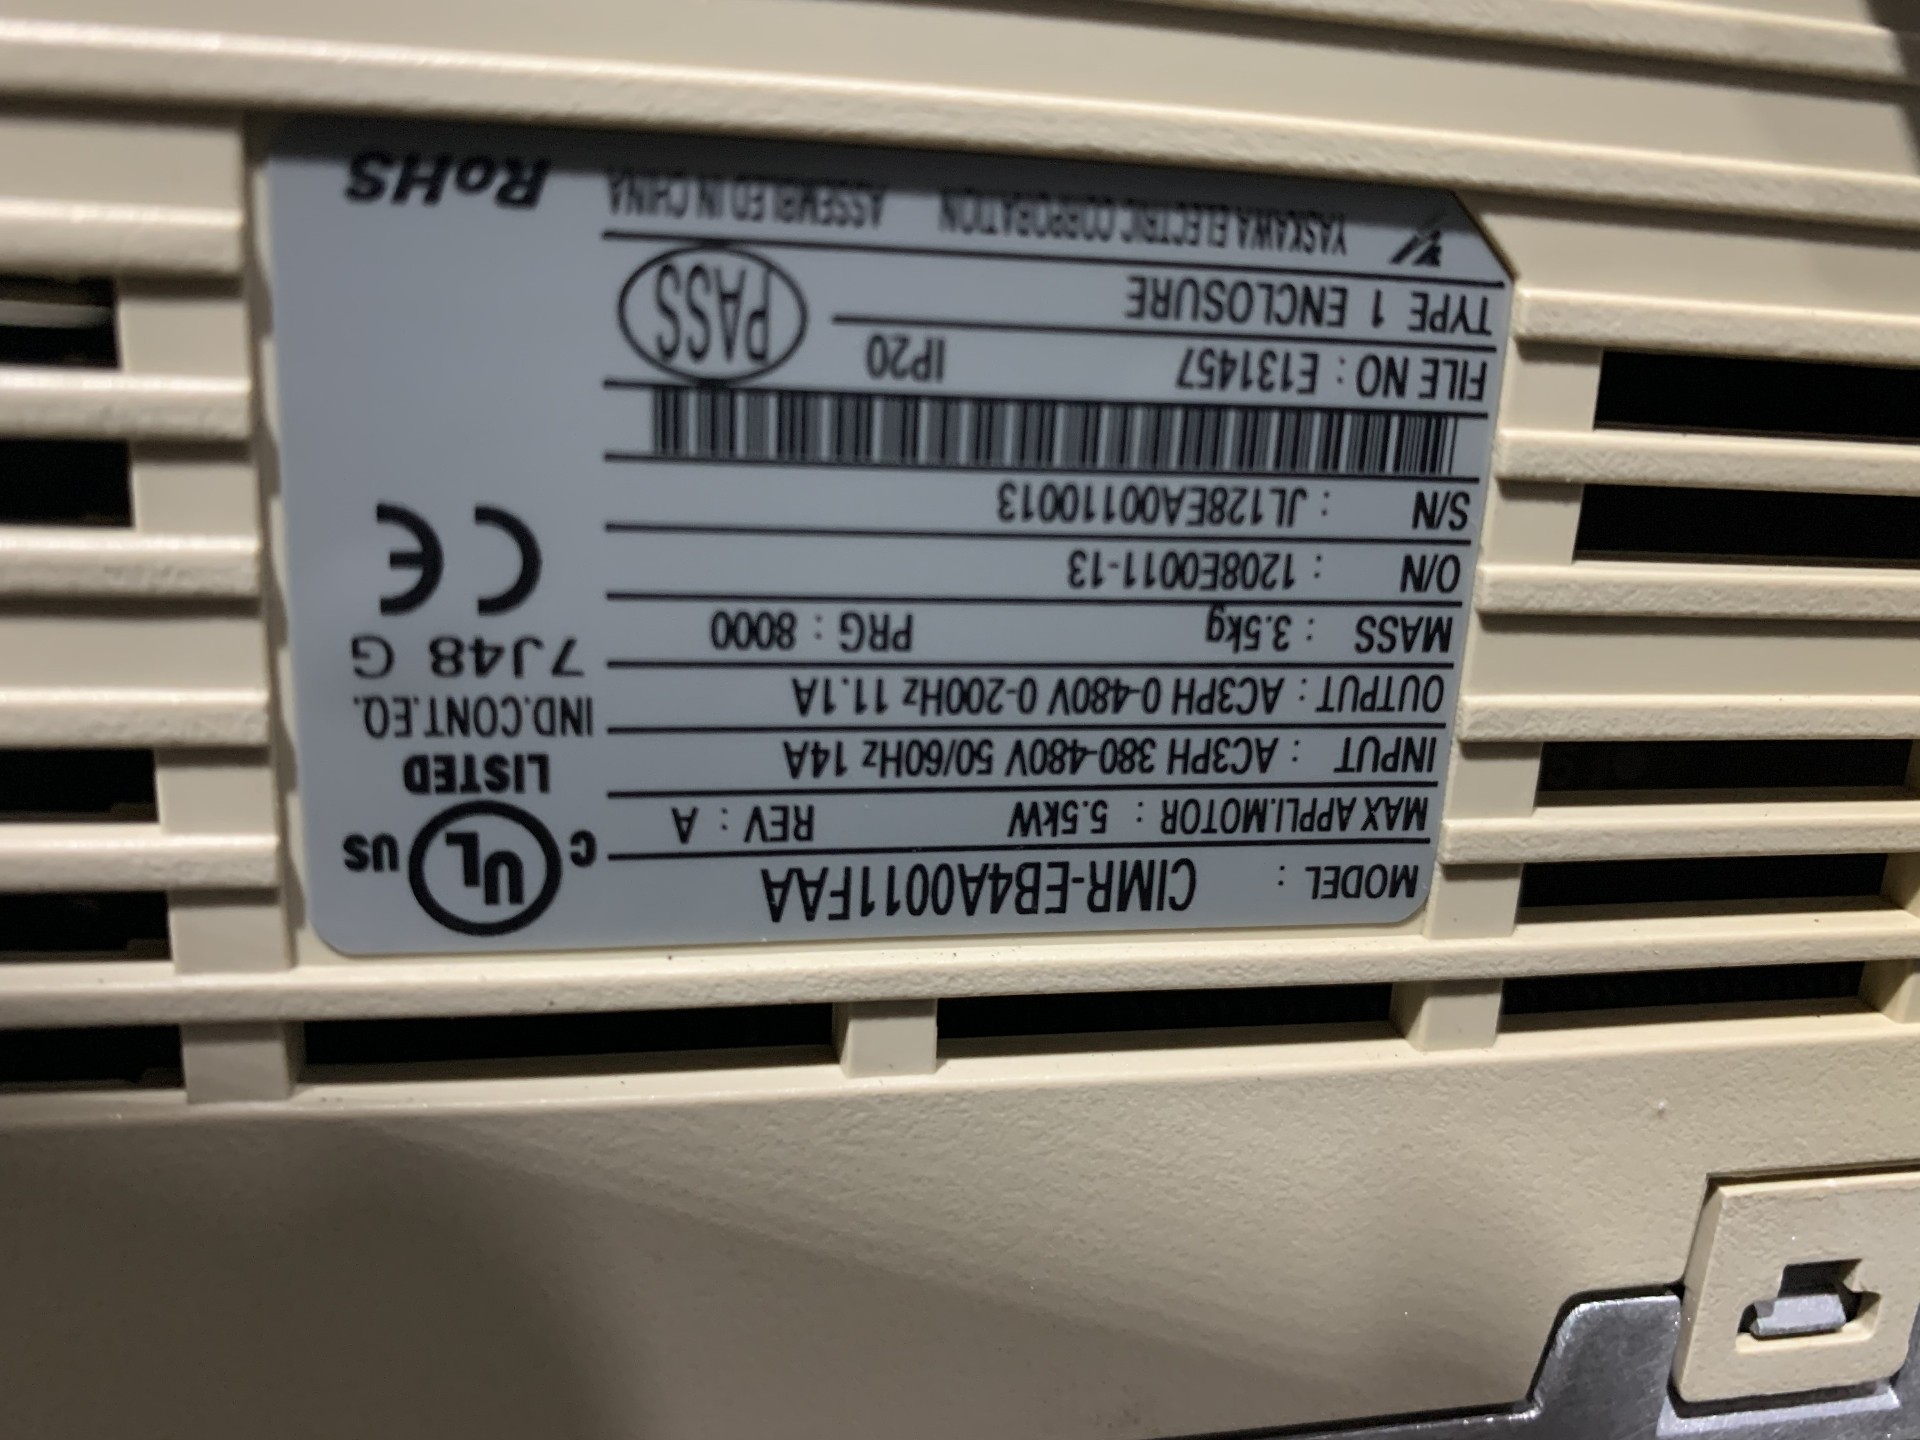 MODEL : CIMR-EB4A0011FAA
MAX APPLI.MOTOR : 5.5kW REV : A
INPUT : AC3PH 380-480V 50/60Hz 14A
OUTPUT : AC3PH 0-480V 0-200Hz 11.1A
MASS : 3.5kg PRG : 8000
O/N : 1208E0011-13
S/N : JL128EA00110013
FILE NO : E131457 IP20
TYPE 1 ENCLOSURE
PASS
YASKAWA ELECTRIC CORPORATION ASSEMBLED IN CHINA
C UL US
LISTED
IND.CONT.EQ.
7J48 G
CE
RoHS